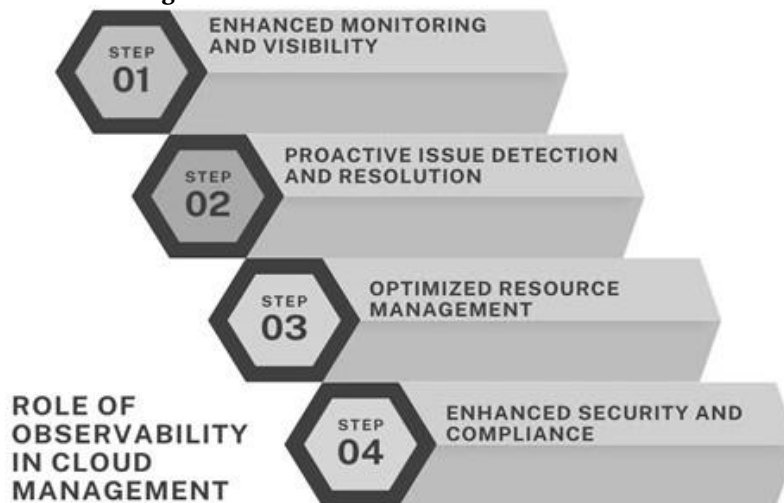 STEP
01
ENHANCED MONITORING
AND VISIBILITY
STEP
02
PROACTIVE ISSUE DETECTION
AND RESOLUTION
STEP
03
OPTIMIZED RESOURCE
MANAGEMENT
STEP
04
ENHANCED SECURITY AND
COMPLIANCE
ROLE OF
OBSERVABILITY
IN CLOUD
MANAGEMENT